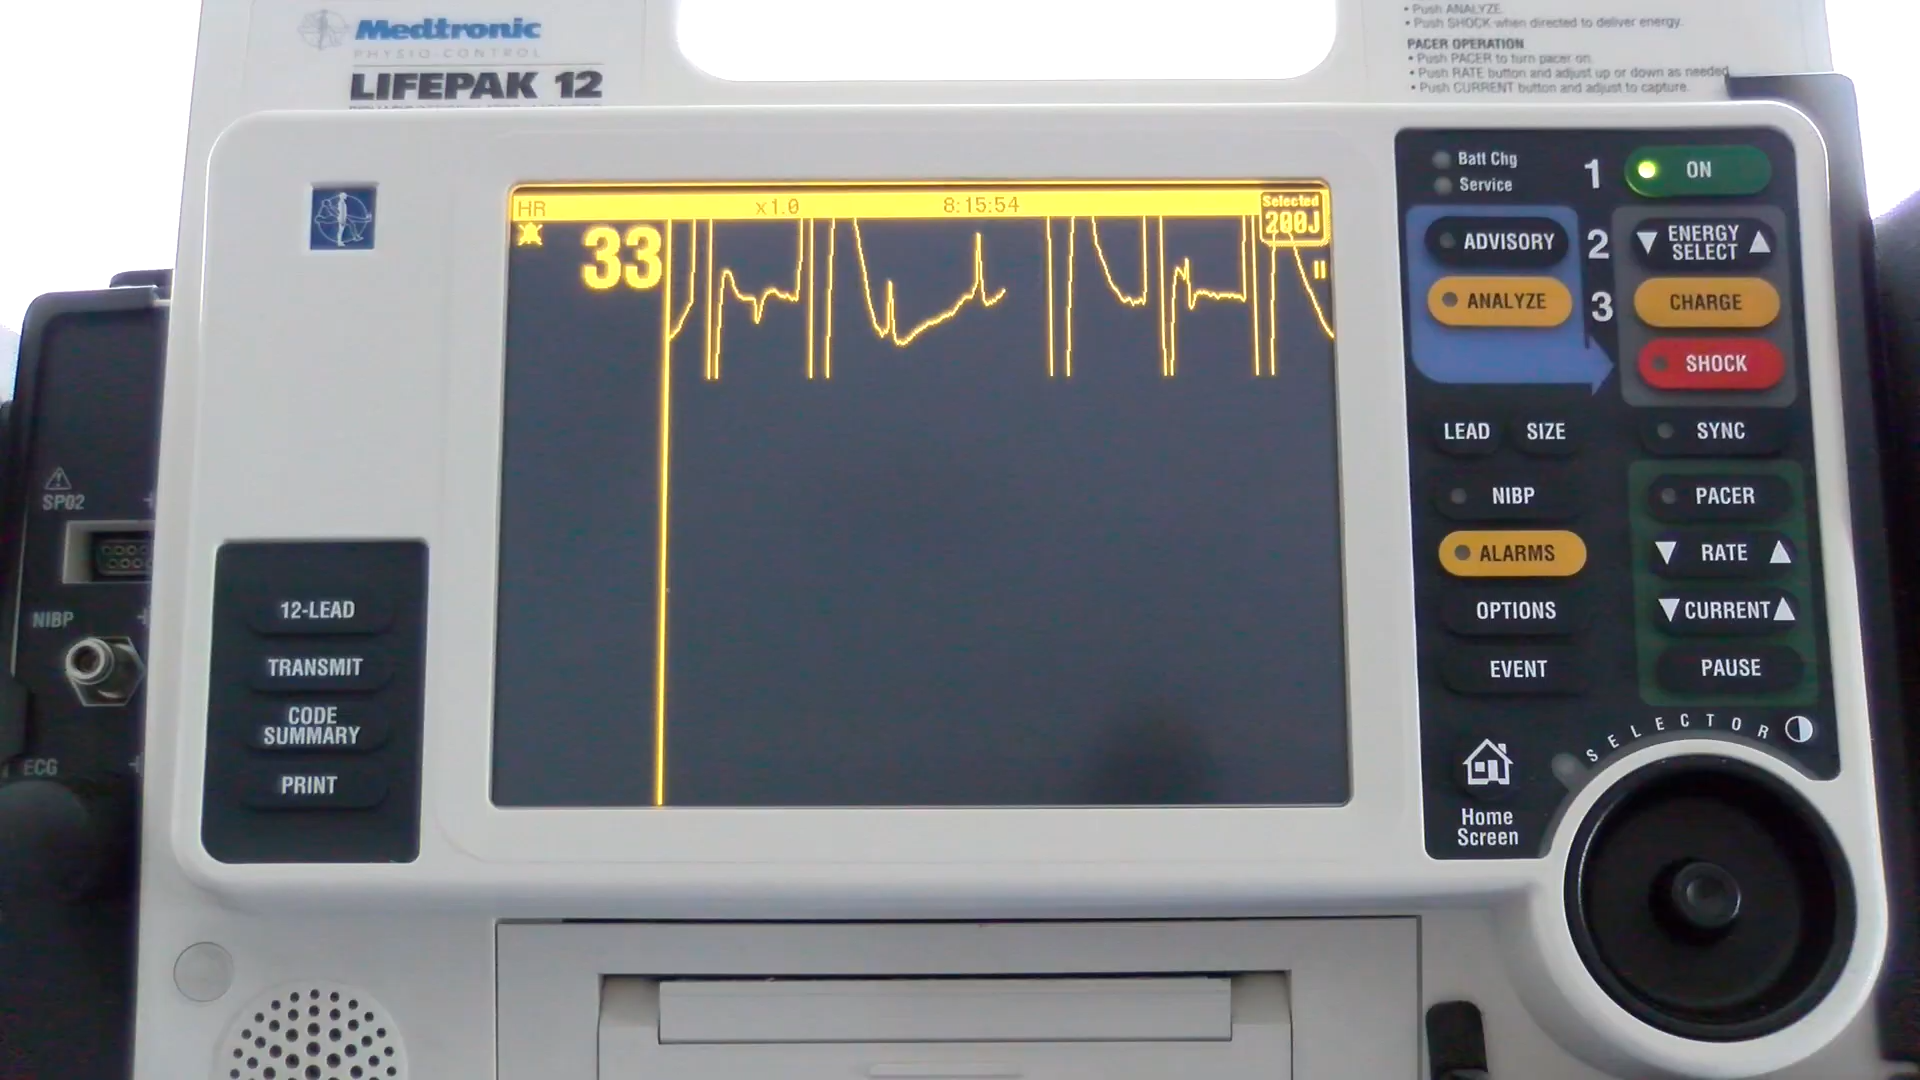 Medtronic
PHYSIO-CONTROL
LIFEPAK 12
• Push ANALYZE.
• Push SHOCK when directed to deliver energy.
PACER OPERATION
• Push PACER to turn pacer on.
• Push RATE button and adjust up or down as needed.
• Push CURRENT button and adjust to capture.
HR
x1.0
8:15:54
Selected
200J
33
II
Batt Chg
Service
1
ON
ADVISORY
2
▼ ENERGY SELECT ▲
ANALYZE
3
CHARGE
SHOCK
LEAD
SIZE
SYNC
NIBP
PACER
ALARMS
▼ RATE ▲
OPTIONS
▼ CURRENT ▲
EVENT
PAUSE
SELECTOR
Home
Screen
SPO2
NIBP
ECG
12-LEAD
TRANSMIT
CODE
SUMMARY
PRINT